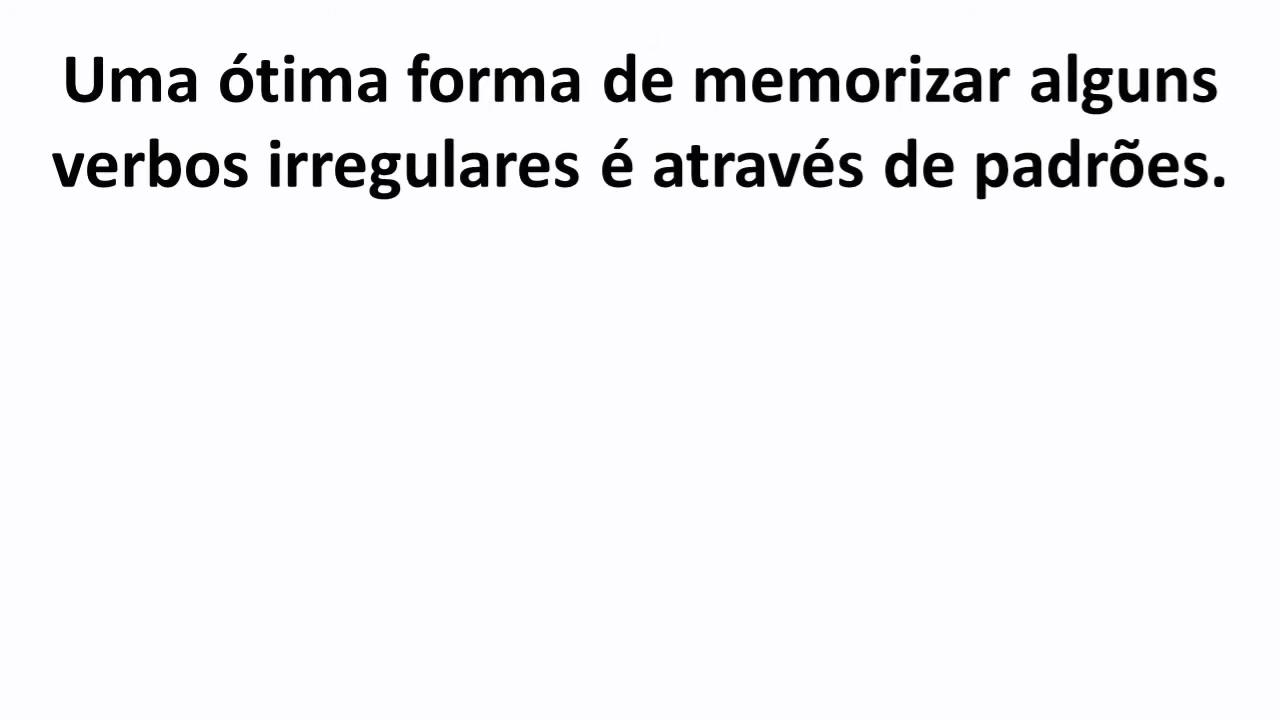 Uma ótima forma de memorizar alguns
verbos irregulares é através de padrões.